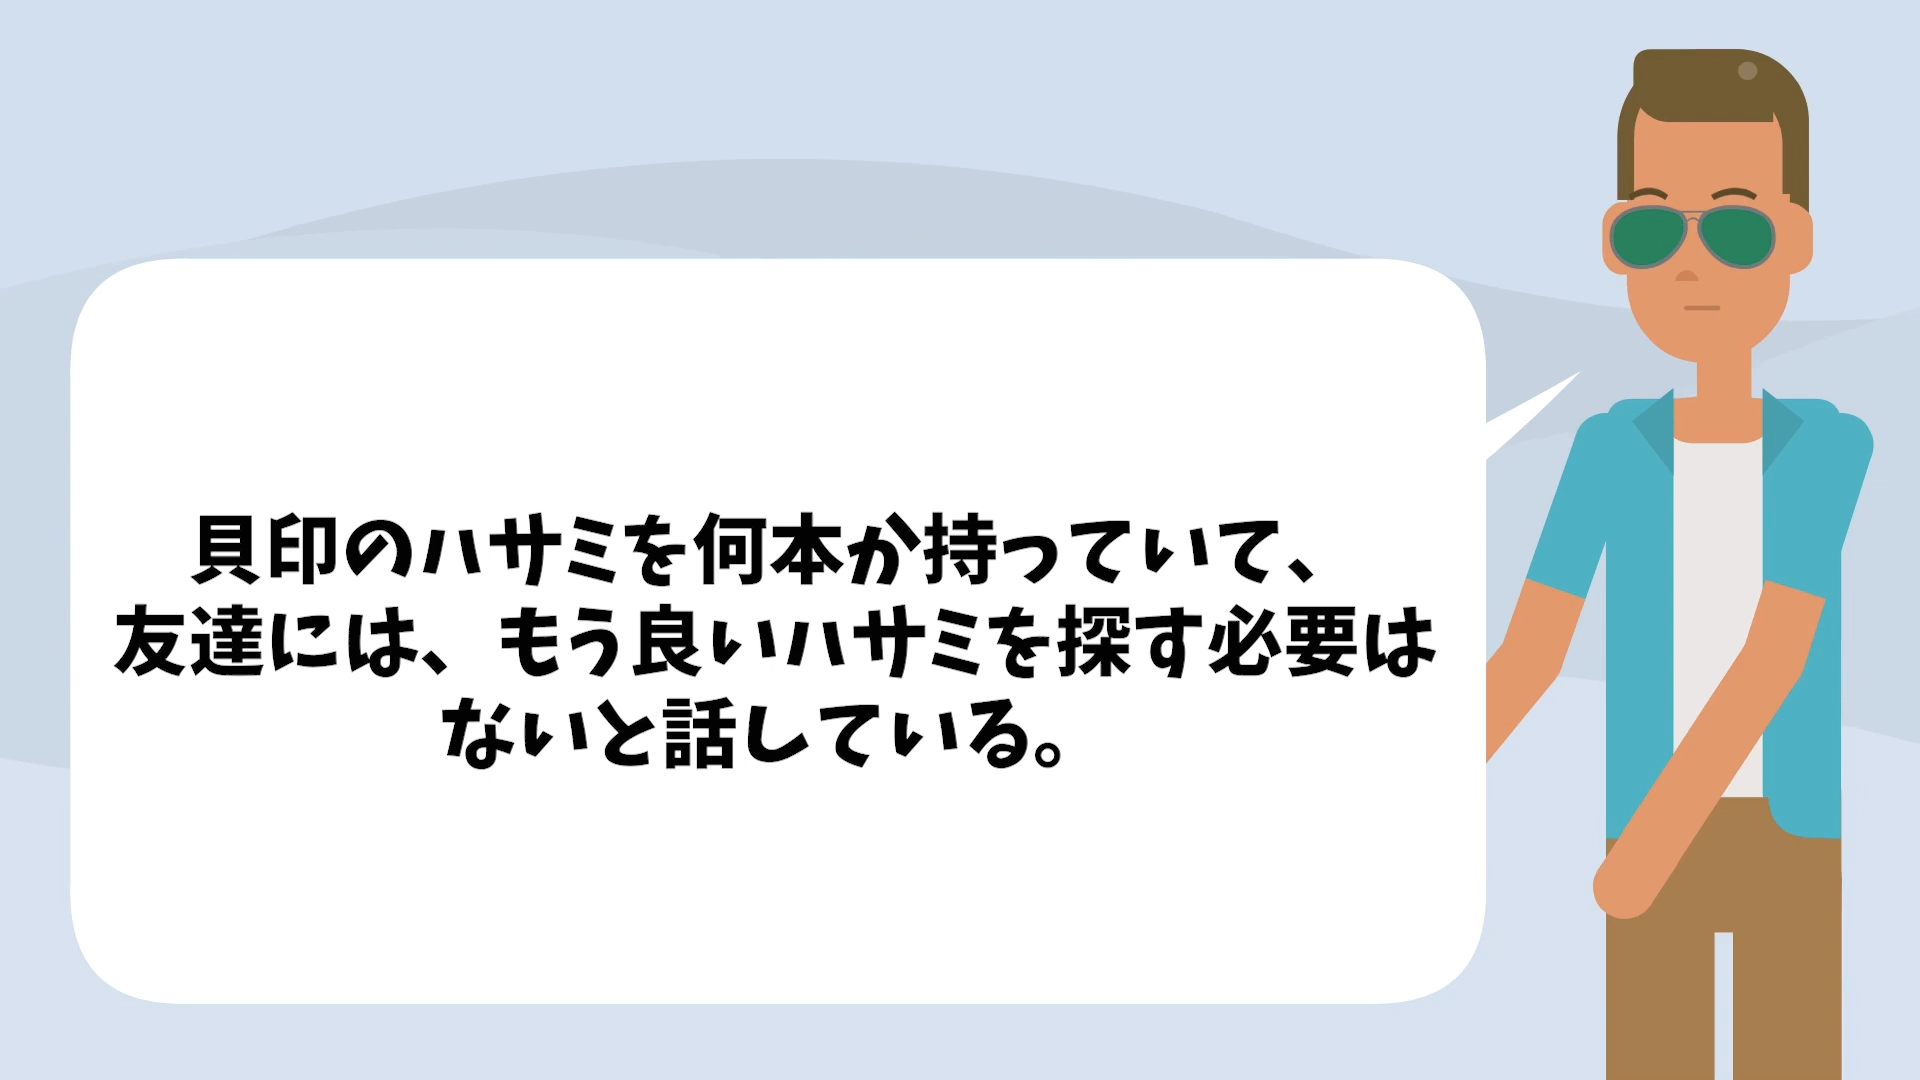 貝印のハサミを何本か持っていて、
友達には、もう良いハサミを探す必要は
ないと話している。